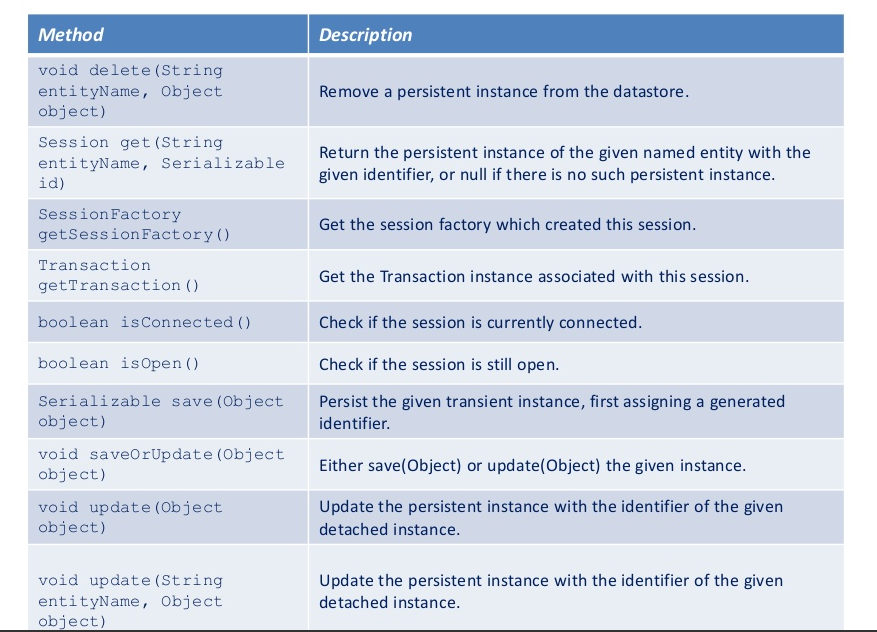 Method
Description
void delete(String
entityName, Object
object)
Remove a persistent instance from the datastore.
Session get(String
entityName, Serializable
id)
Return the persistent instance of the given named entity with the
given identifier, or null if there is no such persistent instance.
SessionFactory
getSessionFactory()
Get the session factory which created this session.
Transaction
getTransaction()
Get the Transaction instance associated with this session.
boolean isConnected()
Check if the session is currently connected.
boolean isOpen()
Check if the session is still open.
Serializable save(Object
object)
Persist the given transient instance, first assigning a generated
identifier.
void saveOrUpdate(Object
object)
Either save(Object) or update(Object) the given instance.
void update(Object
object)
Update the persistent instance with the identifier of the given
detached instance.
void update(String
entityName, Object
object)
Update the persistent instance with the identifier of the given
detached instance.